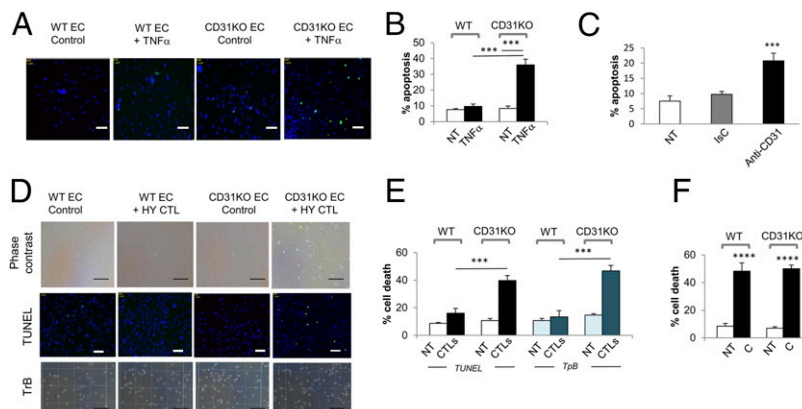 A
WT EC
Control
WT EC
+ TNFα
CD31KO EC
Control
CD31KO EC
+ TNFα
B
WT
CD31KO
***
***
% apoptosis
50
40
30
20
10
0
NT
TNFα
NT
TNFα
C
***
% apoptosis
25
20
15
10
5
0
NT
IsC
Anti-CD31
D
WT EC
Control
WT EC
+ HY CTL
CD31KO EC
Control
CD31KO EC
+ HY CTL
Phase
contrast
TUNEL
TrB
E
WT
CD31KO
WT
CD31KO
***
***
% cell death
60
40
20
0
NT
CTLs
NT
CTLs
NT
CTLs
NT
CTLs
TUNEL
TpB
F
WT
CD31KO
****
****
% cell death
80
60
40
20
0
NT
C
NT
C